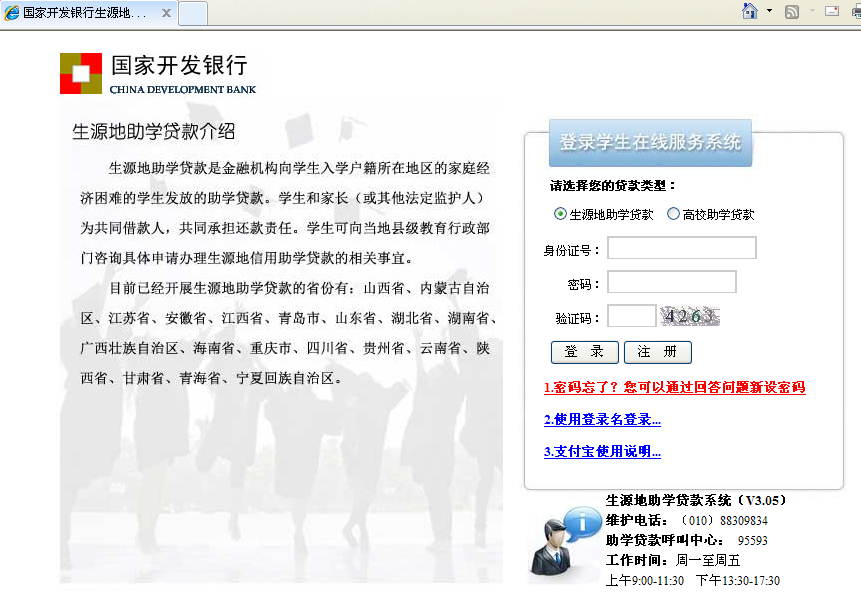 国家开发银行生源地...
国家开发银行
CHINA DEVELOPMENT BANK
生源地助学贷款介绍
生源地助学贷款是金融机构向学生入学户籍所在地区的家庭经
济困难的学生发放的助学贷款。学生和家长（或其他法定监护人）
为共同借款人，共同承担还款责任。学生可向当地县级教育行政部
门咨询具体申请办理生源地信用助学贷款的相关事宜。
目前已经开展生源地助学贷款的省份有：山西省、内蒙古自治
区、江苏省、安徽省、江西省、青岛市、山东省、湖北省、湖南省、
广西壮族自治区、海南省、重庆市、四川省、贵州省、云南省、陕
西省、甘肃省、青海省、宁夏回族自治区。
登录学生在线服务系统
请选择您的贷款类型：
生源地助学贷款 高校助学贷款
身份证号：
密码：
验证码： 4263
登 录 注 册
1.密码忘了？您可以通过回答问题新设密码
2.使用登录名登录...
3.支付宝使用说明...
生源地助学贷款系统（V3.05）
维护电话：（010）88309834
助学贷款呼叫中心： 95593
工作时间：周一至周五
上午9:00-11:30 下午13:30-17:30